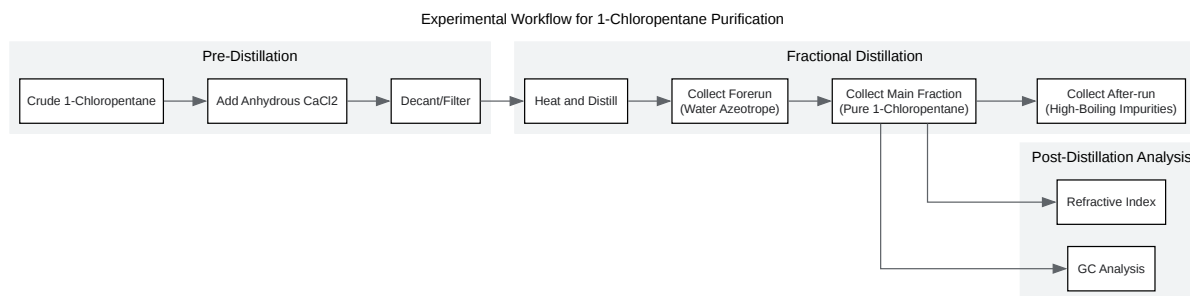 Experimental Workflow for 1-Chloropentane Purification
Pre-Distillation
Fractional Distillation
Crude 1-Chloropentane
Add Anhydrous CaCl2
Decant/Filter
Heat and Distill
Collect Forerun
(Water Azeotrope)
Collect Main Fraction
(Pure 1-Chloropentane)
Collect After-run
(High-Boiling Impurities)
Post-Distillation Analysis
Refractive Index
GC Analysis